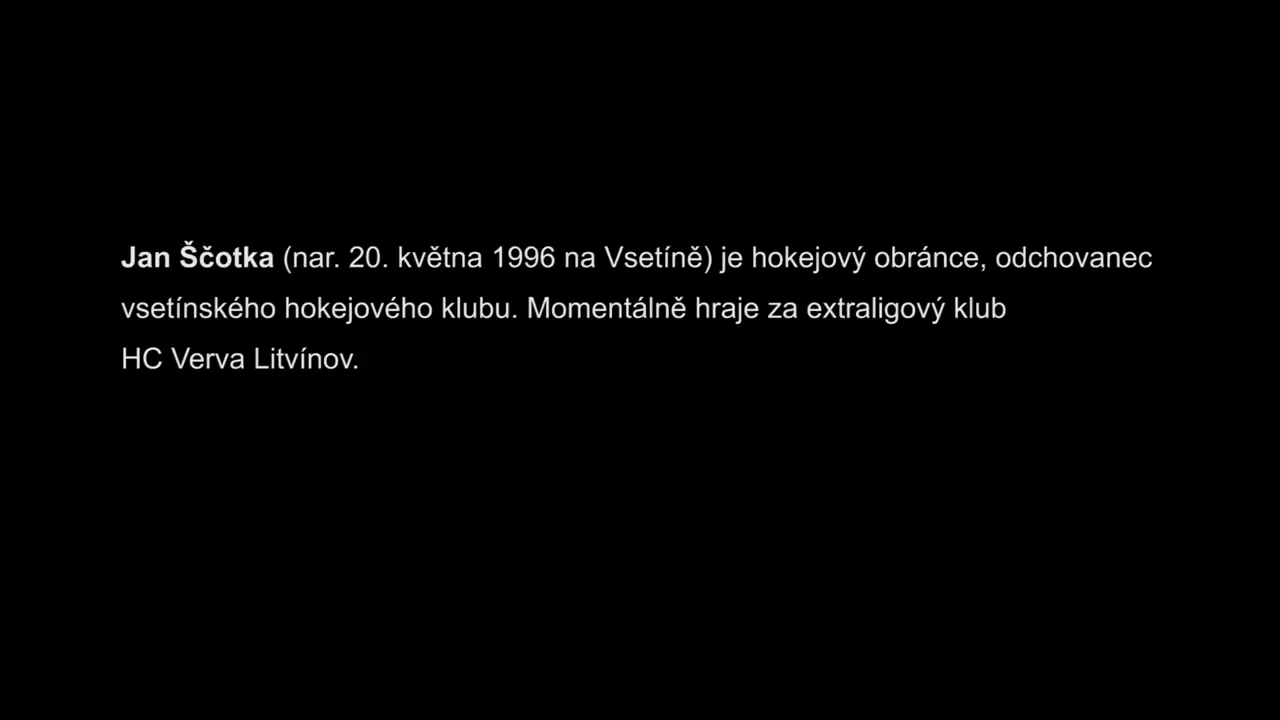 Jan Ščotka (nar. 20. května 1996 na Vsetíně) je hokejový obránce, odchovanec
vsetínského hokejového klubu. Momentálně hraje za extraligový klub
HC Verva Litvínov.